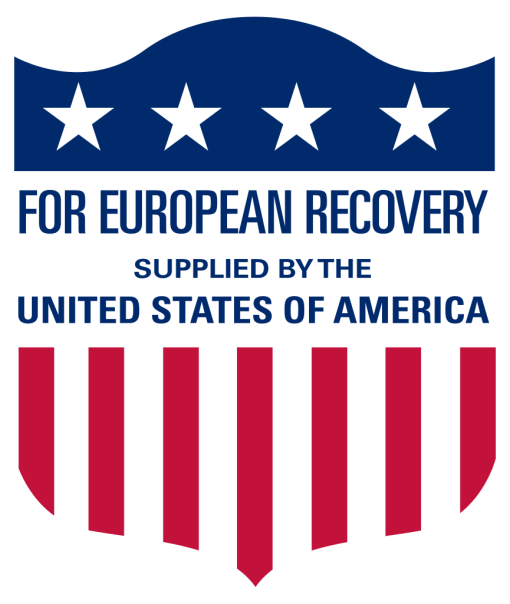 FOR EUROPEAN RECOVERY
SUPPLIED BY THE
UNITED STATES OF AMERICA